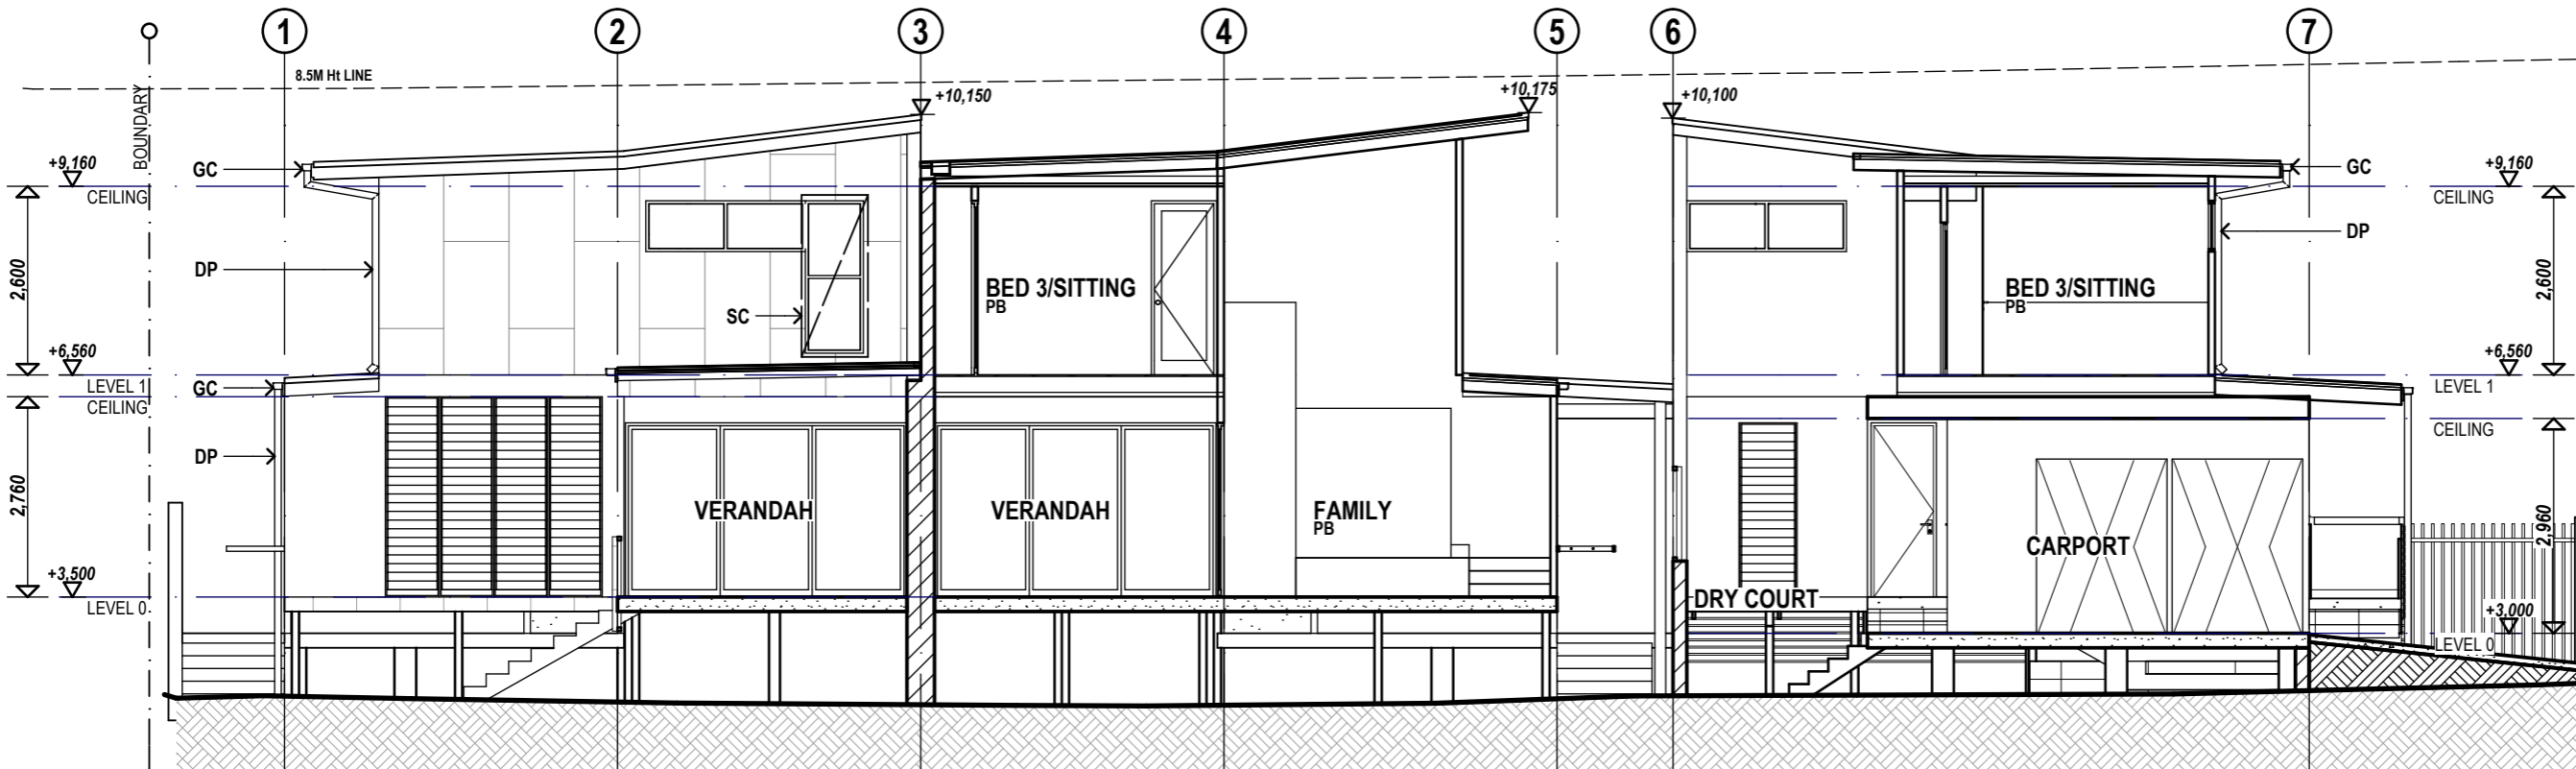 1
2
3
4
5
6
7
8.5M Ht LINE
BOUNDARY
+10,150
+10,175
+10,100
GC
+9,160
CEILING
+9,160
CEILING
GC
DP
2,600
SC
BED 3/SITTING
PB
BED 3/SITTING
PB
DP
2,600
+6,560
LEVEL 1
+6,560
LEVEL 1
GC
CEILING
CEILING
DP
2,760
VERANDAH
VERANDAH
FAMILY
PB
CARPORT
2,960
+3,500
LEVEL 0
DRY COURT
+3,000
LEVEL 0